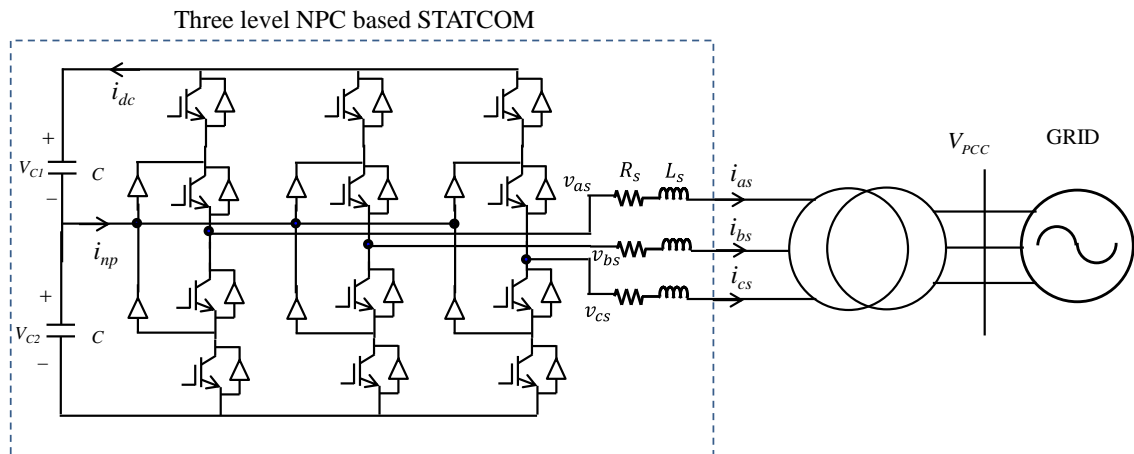 Three level NPC based STATCOM
i_dc
+
V_C1
C
−
i_np
+
V_C2
C
−
v_as
v_bs
v_cs
R_s
L_s
i_as
i_bs
i_cs
V_PCC
GRID